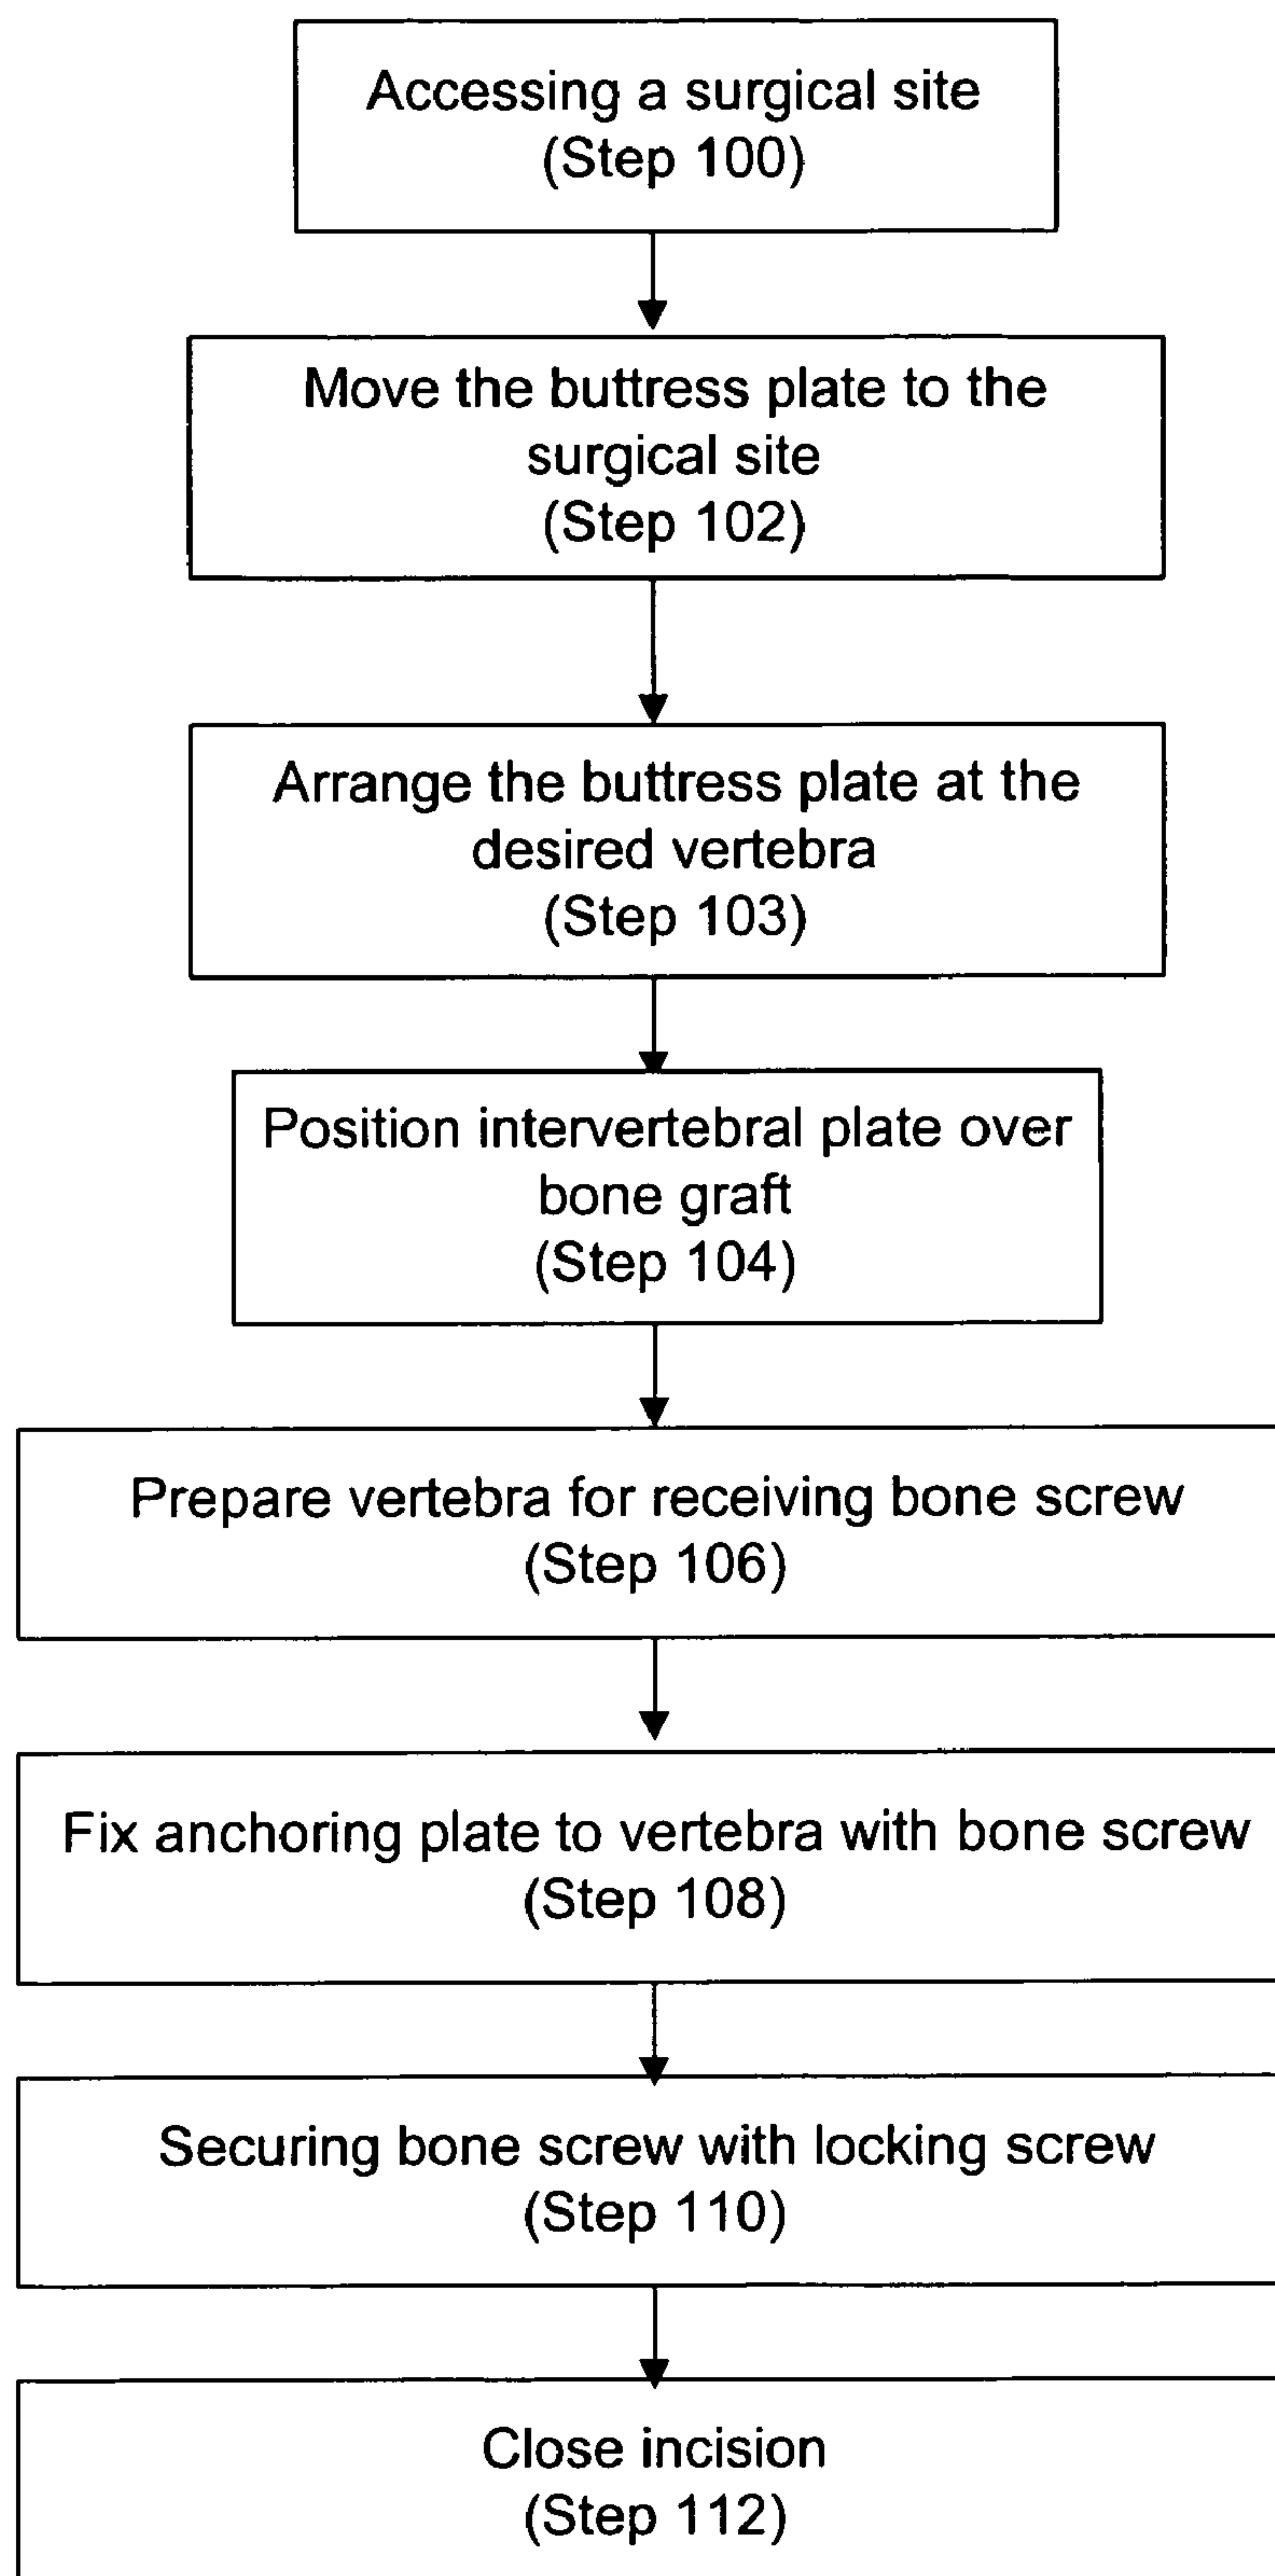 Accessing a surgical site
(Step 100)
Move the buttress plate to the
surgical site
(Step 102)
Arrange the buttress plate at the
desired vertebra
(Step 103)
Position intervertebral plate over
bone graft
(Step 104)
Prepare vertebra for receiving bone screw
(Step 106)
Fix anchoring plate to vertebra with bone screw
(Step 108)
Securing bone screw with locking screw
(Step 110)
Close incision
(Step 112)